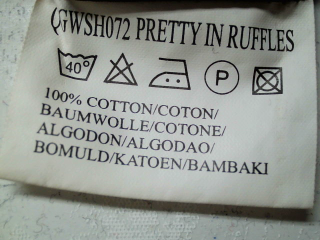 QGWSH072 PRETTY IN RUFFLES
40°
P
100% COTTON/COTON/
BAUMWOLLE/COTONE/
ALGODON/ALGODAO/
BOMULD/KATOEN/BAMBAKI